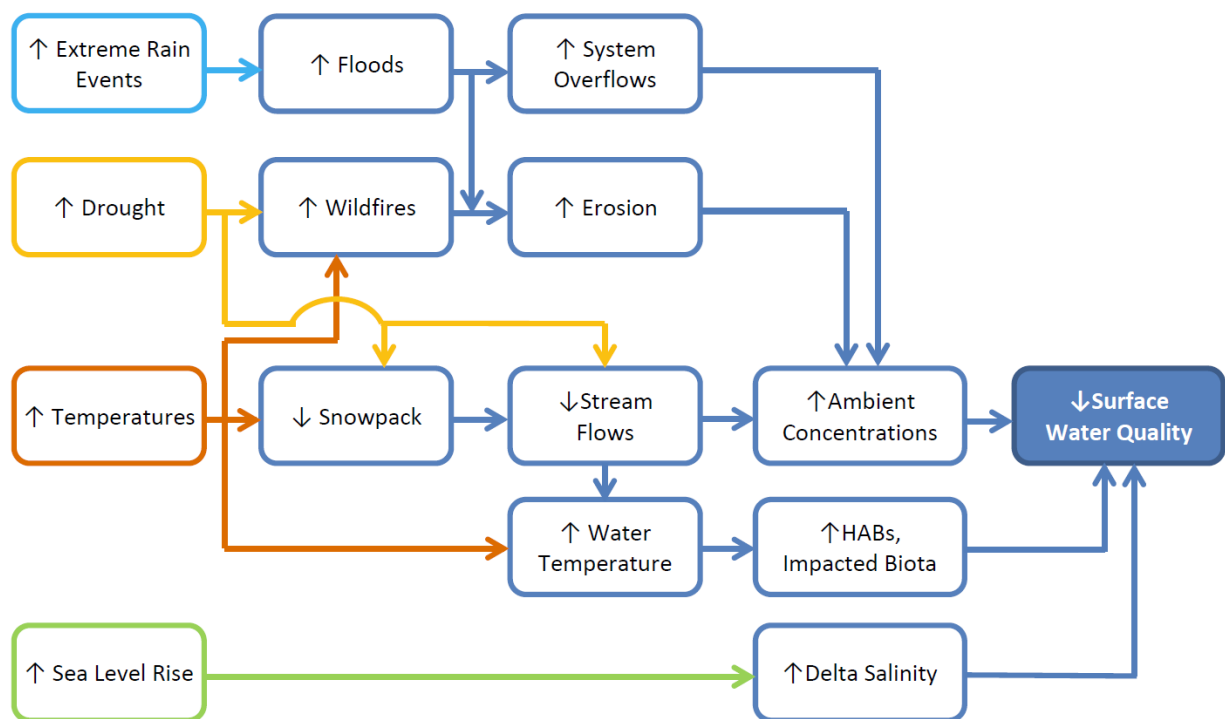 ↑ Extreme Rain
Events
↑ Floods
↑ System
Overflows
↑ Drought
↑ Wildfires
↑ Erosion
↑ Temperatures
↓ Snowpack
↓Stream
Flows
↑Ambient
Concentrations
↓Surface
Water Quality
↑ Water
Temperature
↑HABs,
Impacted Biota
↑ Sea Level Rise
↑Delta Salinity